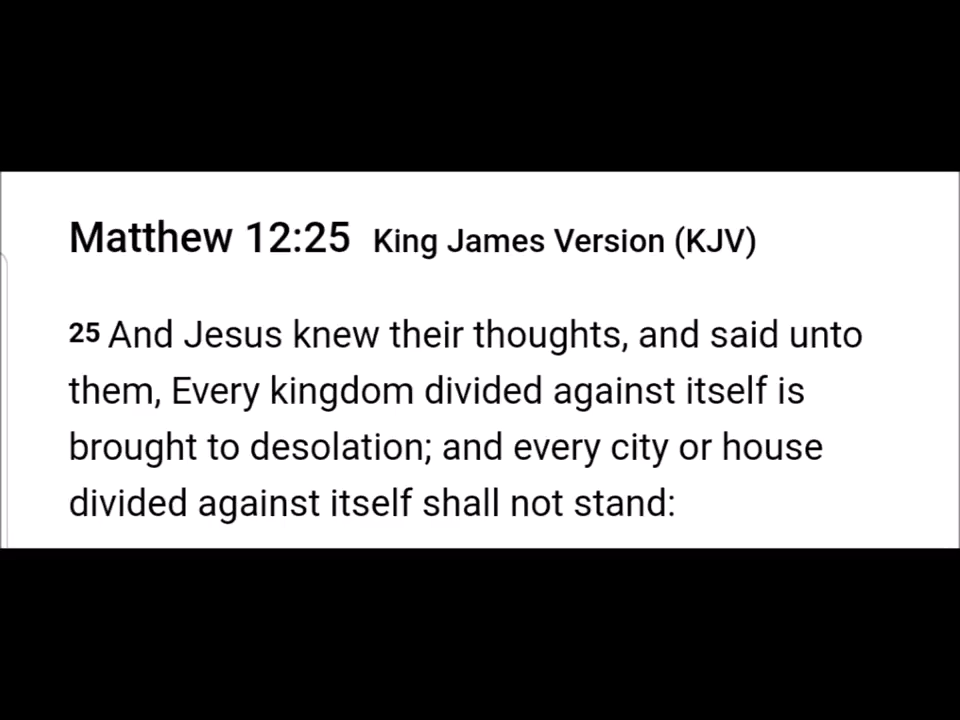 Matthew 12:25 King James Version (KJV)
25 And Jesus knew their thoughts, and said unto
them, Every kingdom divided against itself is
brought to desolation; and every city or house
divided against itself shall not stand: